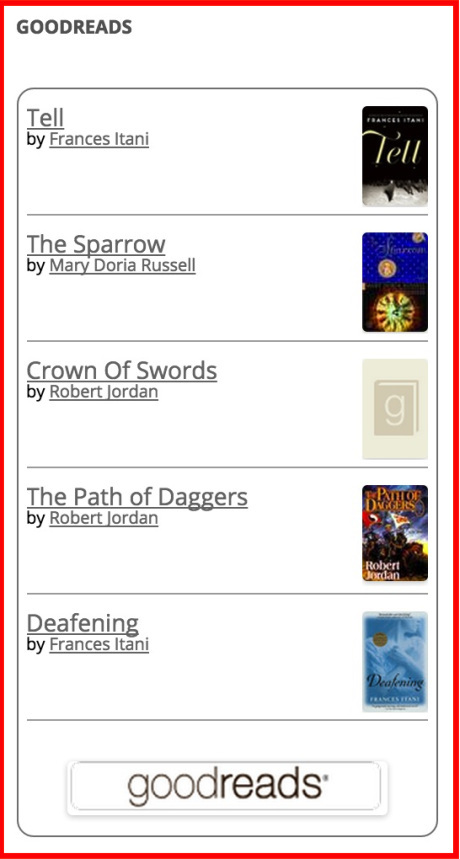 GOODREADS
Tell
by Frances Itani
FRANCES ITANI
Tell
The Sparrow
by Mary Doria Russell
Sparrow
Crown Of Swords
by Robert Jordan
g
The Path of Daggers
by Robert Jordan
THE PATH OF
DAGGERS
Robert
Jordan
Deafening
by Frances Itani
Deafening
FRANCES ITANI
goodreads®